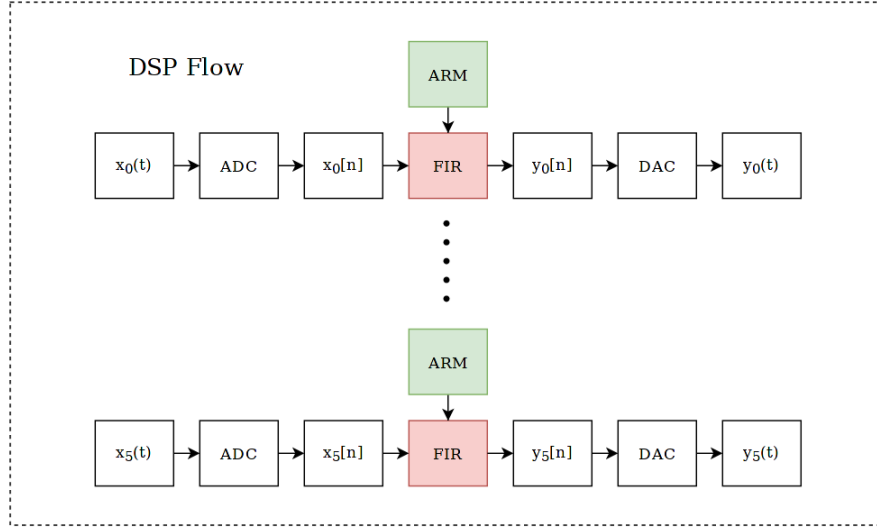 DSP Flow
ARM
x0(t) ADC x0[n] FIR y0[n] DAC y0(t)
ARM
x5(t) ADC x5[n] FIR y5[n] DAC y5(t)